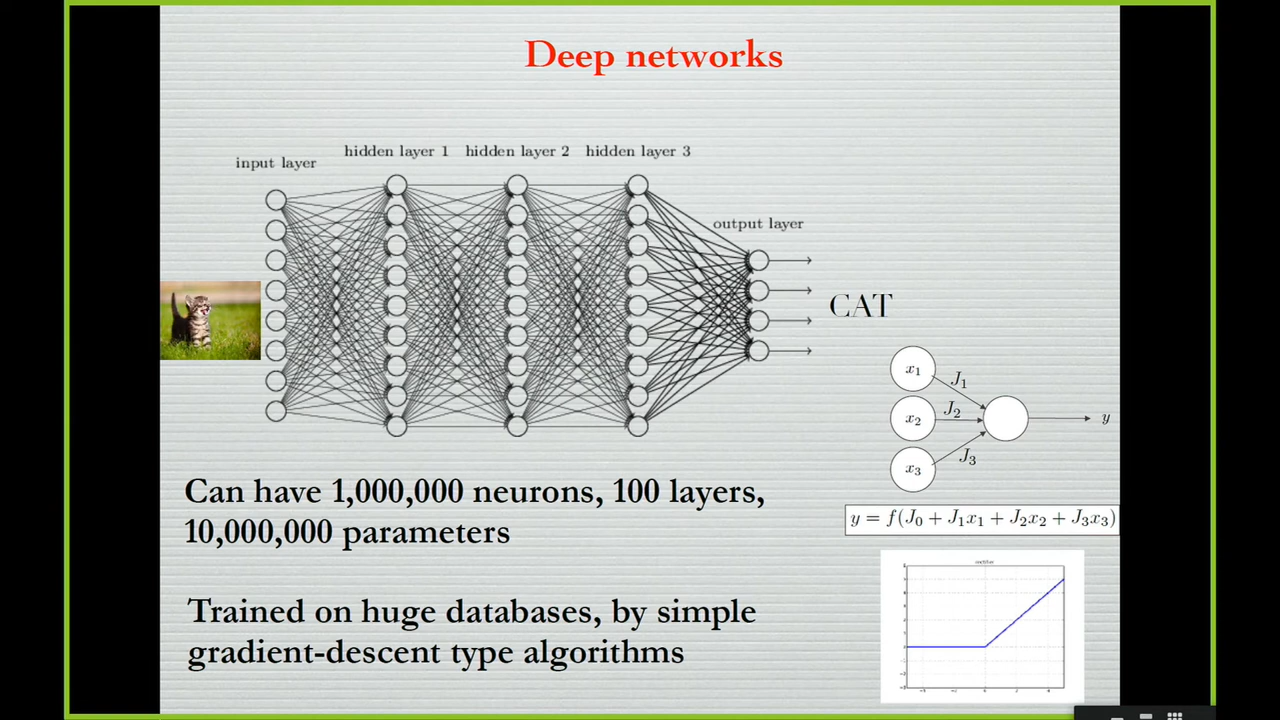 Deep networks
input layer
hidden layer 1 hidden layer 2 hidden layer 3
output layer
CAT
x1
x2
x3
J1
J2
J3
y
y = f(J0 + J1x1 + J2x2 + J3x3)
Can have 1,000,000 neurons, 100 layers,
10,000,000 parameters
Trained on huge databases, by simple
gradient-descent type algorithms